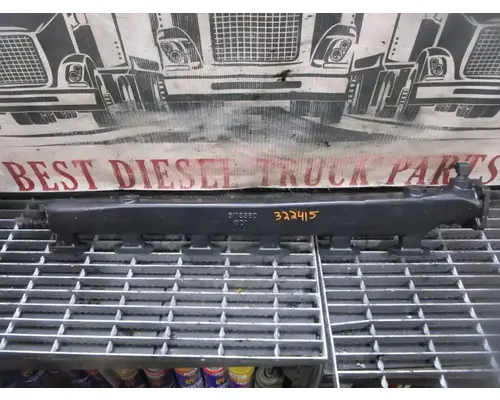 BEST DIESEL TRUCK PARTS
322415